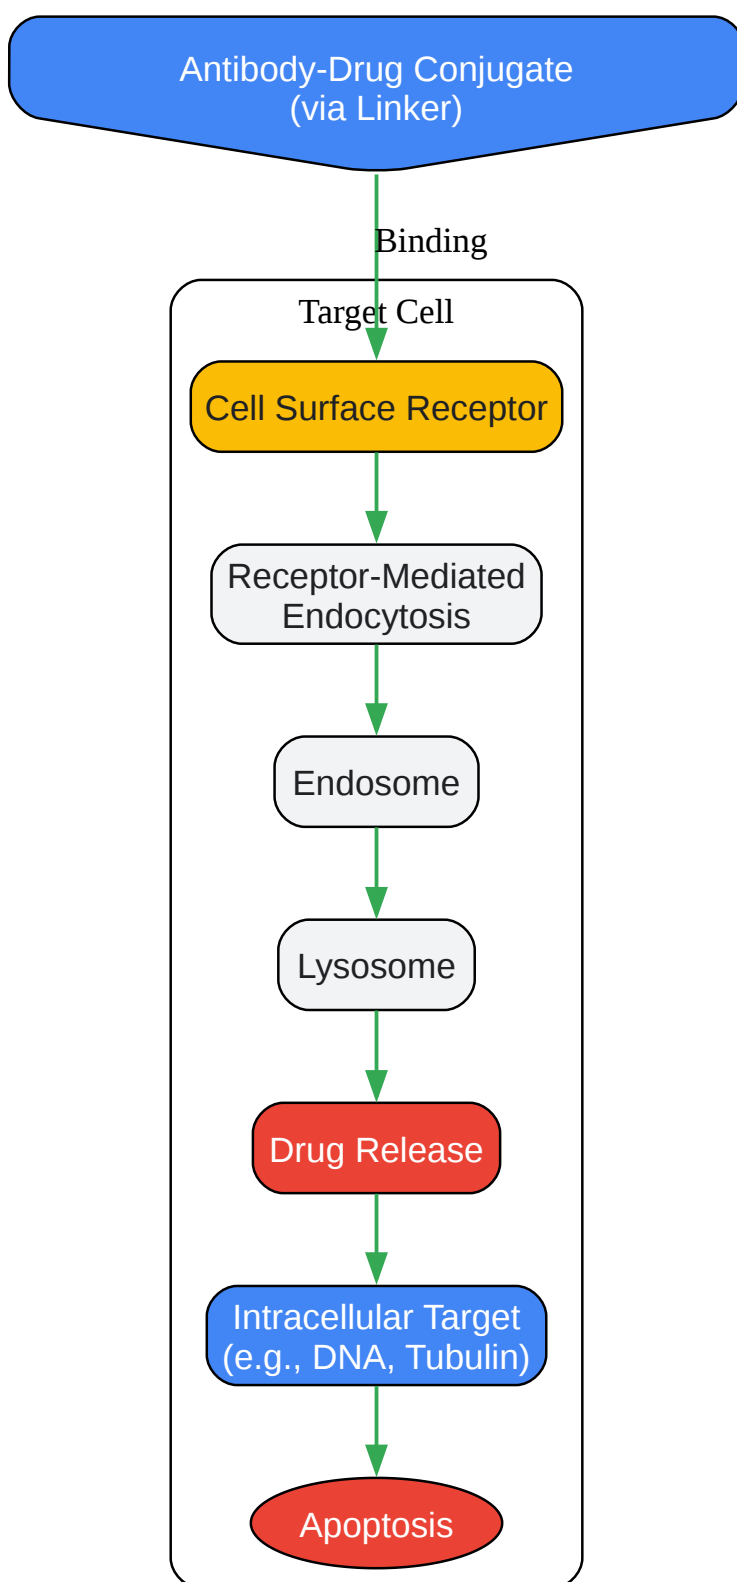 Antibody-Drug Conjugate
(via Linker)
Binding
Target Cell
Cell Surface Receptor
Receptor-Mediated
Endocytosis
Endosome
Lysosome
Drug Release
Intracellular Target
(e.g., DNA, Tubulin)
Apoptosis